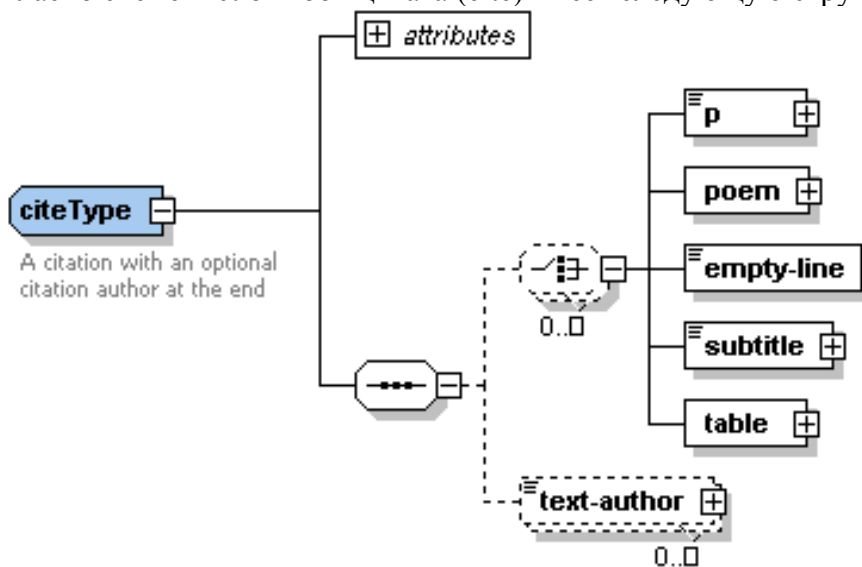 attributes
citeType
A citation with an optional
citation author at the end
0..
p
poem
empty-line
subtitle
table
text-author
0..